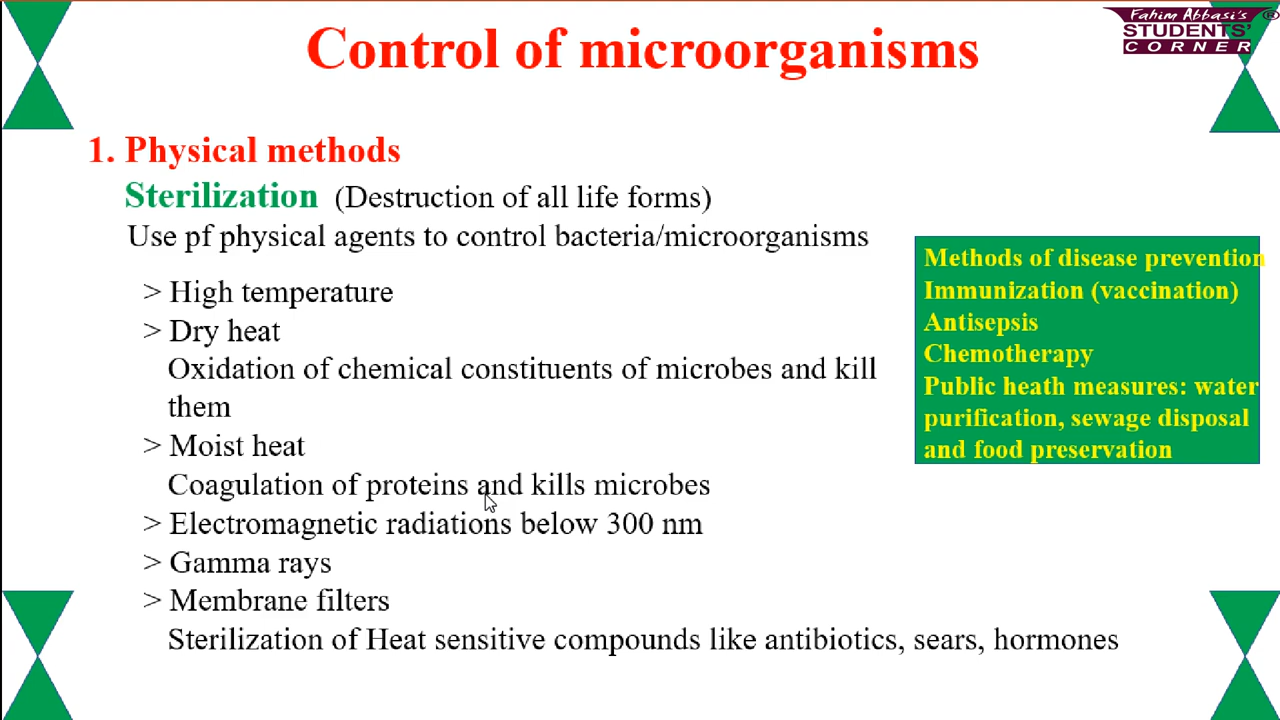 Fahim Abbasi's ®
STUDENTS'
CORNER
Control of microorganisms
1. Physical methods
Sterilization (Destruction of all life forms)
Use pf physical agents to control bacteria/microorganisms
> High temperature
> Dry heat
Oxidation of chemical constituents of microbes and kill
them
> Moist heat
Coagulation of proteins and kills microbes
> Electromagnetic radiations below 300 nm
> Gamma rays
> Membrane filters
Sterilization of Heat sensitive compounds like antibiotics, sears, hormones
Methods of disease prevention
Immunization (vaccination)
Antisepsis
Chemotherapy
Public heath measures: water
purification, sewage disposal
and food preservation